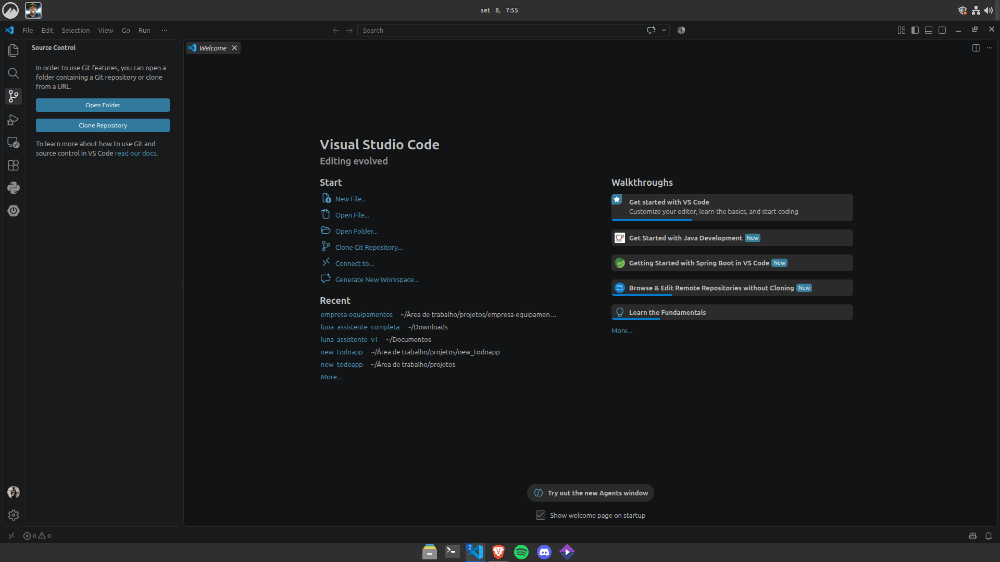 set 8, 7:55
File Edit Selection View Go Run ···
Search
Source Control
In order to use Git features, you can open a
folder containing a Git repository or clone
from a URL.
Open Folder
Clone Repository
To learn more about how to use Git and
source control in VS Code read our docs.
Welcome
Visual Studio Code
Editing evolved
Start
New File...
Open File...
Open Folder...
Clone Git Repository...
Connect to...
Generate New Workspace...
Recent
empresa-equipamentos ~/Área de trabalho/projetos/empresa-equipamen...
luna assistente completa ~/Downloads
luna assistente v1 ~/Documentos
new todoapp ~/Área de trabalho/projetos/new_todoapp
new todoapp ~/Área de trabalho/projetos
More...
Walkthroughs
Get started with VS Code
Customize your editor, learn the basics, and start coding
Get Started with Java Development New
Getting Started with Spring Boot in VS Code New
Browse & Edit Remote Repositories without Cloning New
Learn the Fundamentals
More...
Try out the new Agents window
Show welcome page on startup
0 0
2